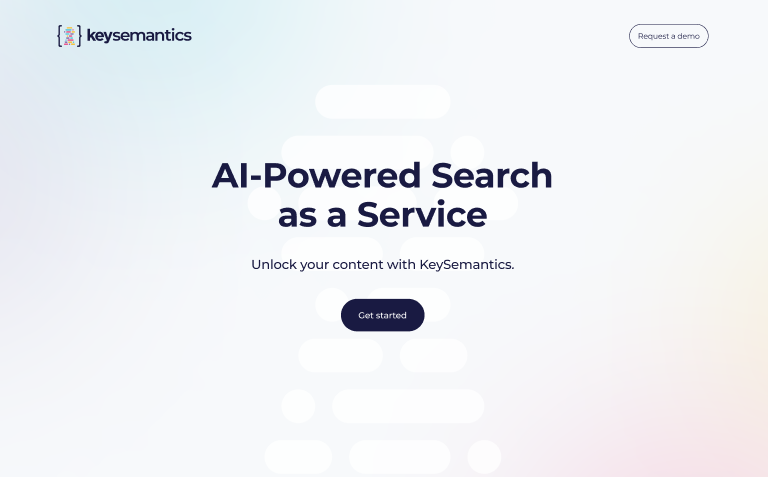 keysemantics
Request a demo
AI-Powered Search
as a Service
Unlock your content with KeySemantics.
Get started